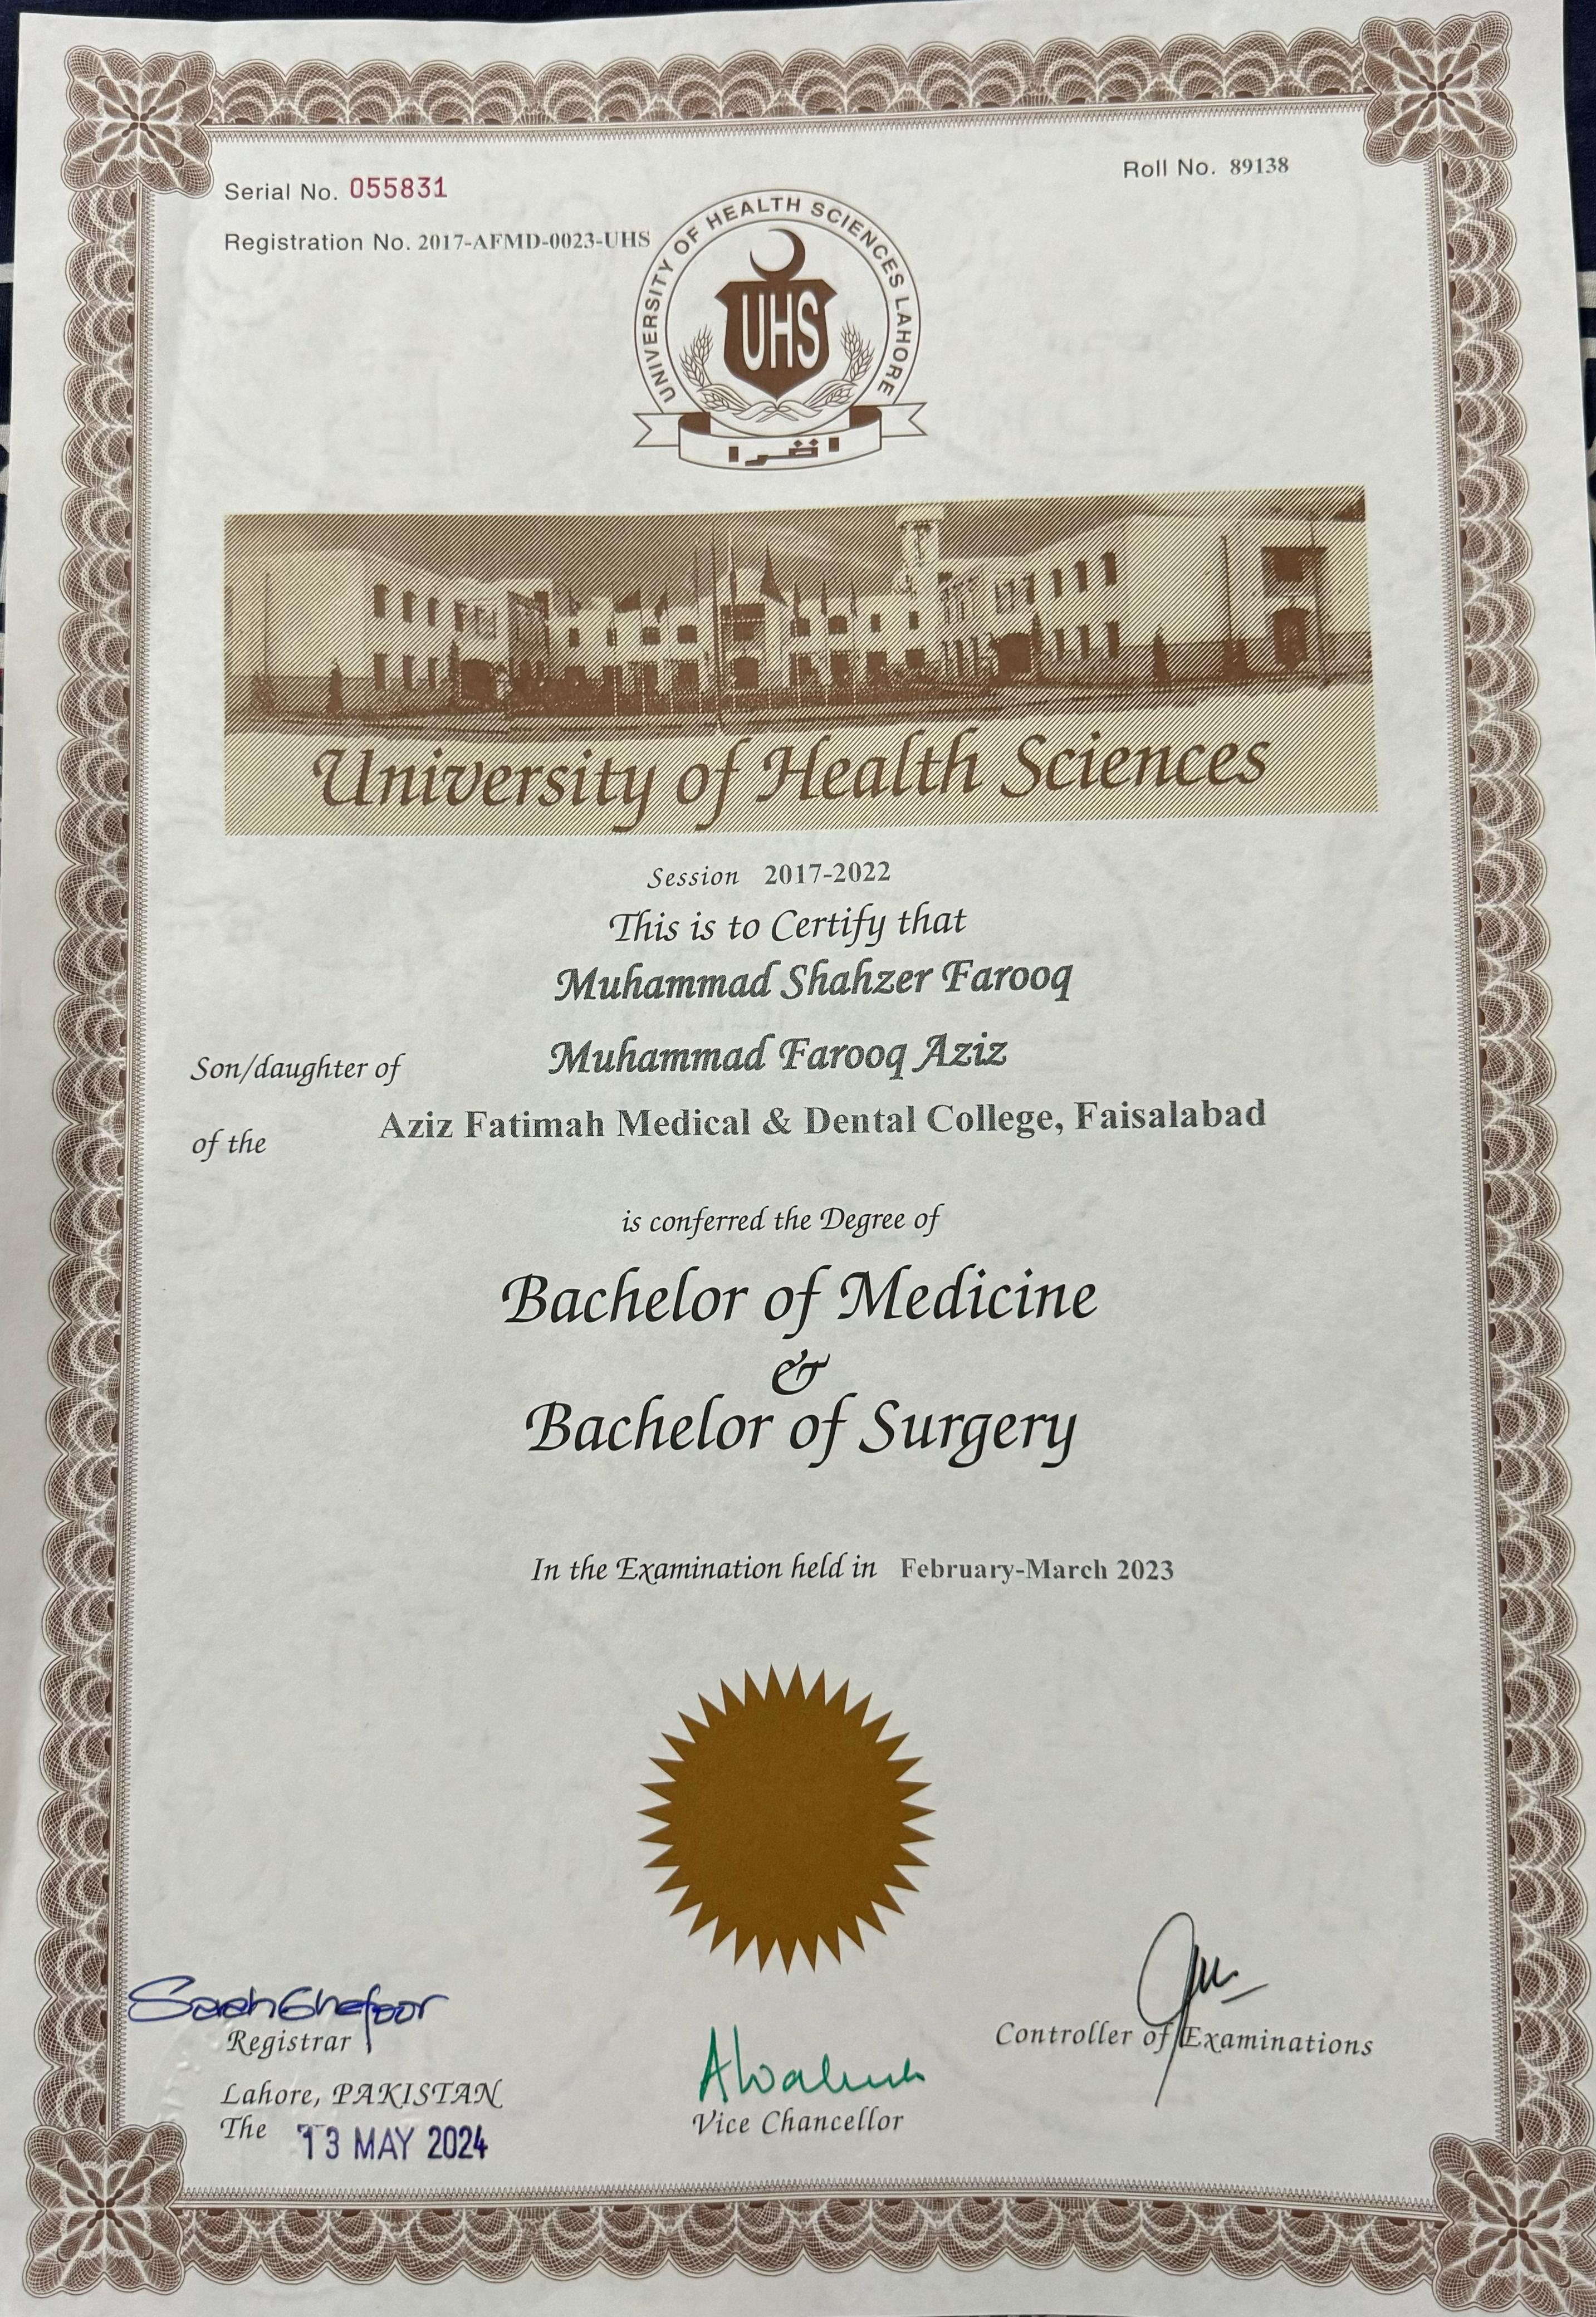 Serial No. 055831
Roll No. 89138
Registration No. 2017-AFMD-0023-UHS
UNIVERSITY OF HEALTH SCIENCES LAHORE
UHS
اقرا
University of Health Sciences
Session 2017-2022
This is to Certify that
Muhammad Shahzer Farooq
Son/daughter of Muhammad Farooq Aziz
of the Aziz Fatimah Medical & Dental College, Faisalabad
is conferred the Degree of
Bachelor of Medicine
&
Bachelor of Surgery
In the Examination held in February-March 2023
Registrar
Controller of Examinations
Lahore, PAKISTAN
Vice Chancellor
The 13 MAY 2024